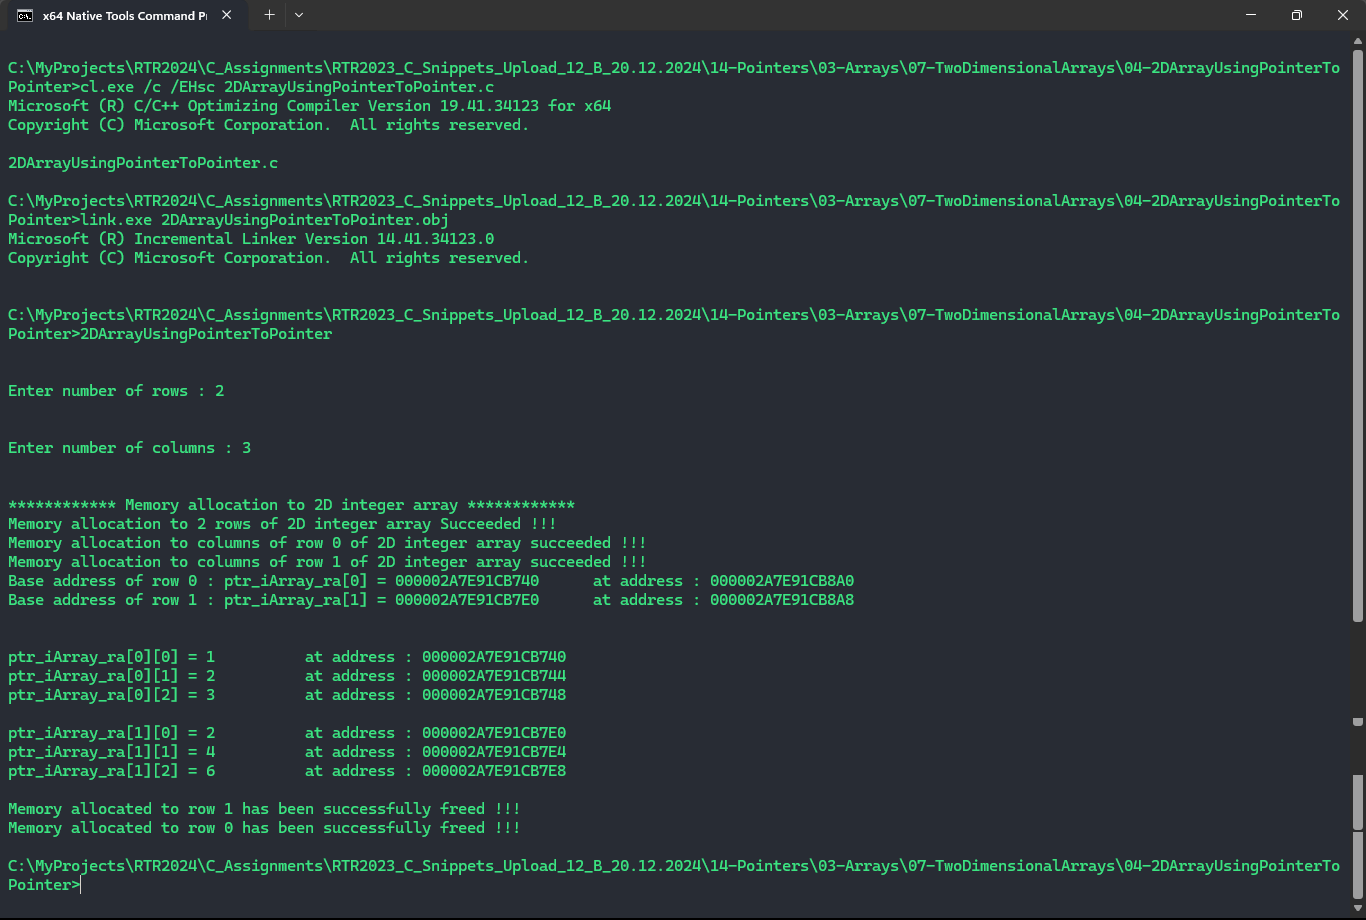 x64 Native Tools Command P
C:\MyProjects\RTR2024\C_Assignments\RTR2023_C_Snippets_Upload_12_B_20.12.2024\14-Pointers\03-Arrays\07-TwoDimensionalArrays\04-2DArrayUsingPointerTo
Pointer>cl.exe /c /EHsc 2DArrayUsingPointerToPointer.c
Microsoft (R) C/C++ Optimizing Compiler Version 19.41.34123 for x64
Copyright (C) Microsoft Corporation.  All rights reserved.
2DArrayUsingPointerToPointer.c
C:\MyProjects\RTR2024\C_Assignments\RTR2023_C_Snippets_Upload_12_B_20.12.2024\14-Pointers\03-Arrays\07-TwoDimensionalArrays\04-2DArrayUsingPointerTo
Pointer>link.exe 2DArrayUsingPointerToPointer.obj
Microsoft (R) Incremental Linker Version 14.41.34123.0
Copyright (C) Microsoft Corporation.  All rights reserved.
C:\MyProjects\RTR2024\C_Assignments\RTR2023_C_Snippets_Upload_12_B_20.12.2024\14-Pointers\03-Arrays\07-TwoDimensionalArrays\04-2DArrayUsingPointerTo
Pointer>2DArrayUsingPointerToPointer
Enter number of rows : 2
Enter number of columns : 3
************ Memory allocation to 2D integer array ************
Memory allocation to 2 rows of 2D integer array Succeeded !!!
Memory allocation to columns of row 0 of 2D integer array succeeded !!!
Memory allocation to columns of row 1 of 2D integer array succeeded !!!
Base address of row 0 : ptr_iArray_ra[0] = 000002A7E91CB740      at address : 000002A7E91CB8A0
Base address of row 1 : ptr_iArray_ra[1] = 000002A7E91CB7E0      at address : 000002A7E91CB8A8
ptr_iArray_ra[0][0] = 1          at address : 000002A7E91CB740
ptr_iArray_ra[0][1] = 2          at address : 000002A7E91CB744
ptr_iArray_ra[0][2] = 3          at address : 000002A7E91CB748
ptr_iArray_ra[1][0] = 2          at address : 000002A7E91CB7E0
ptr_iArray_ra[1][1] = 4          at address : 000002A7E91CB7E4
ptr_iArray_ra[1][2] = 6          at address : 000002A7E91CB7E8
Memory allocated to row 1 has been successfully freed !!!
Memory allocated to row 0 has been successfully freed !!!
C:\MyProjects\RTR2024\C_Assignments\RTR2023_C_Snippets_Upload_12_B_20.12.2024\14-Pointers\03-Arrays\07-TwoDimensionalArrays\04-2DArrayUsingPointerTo
Pointer>